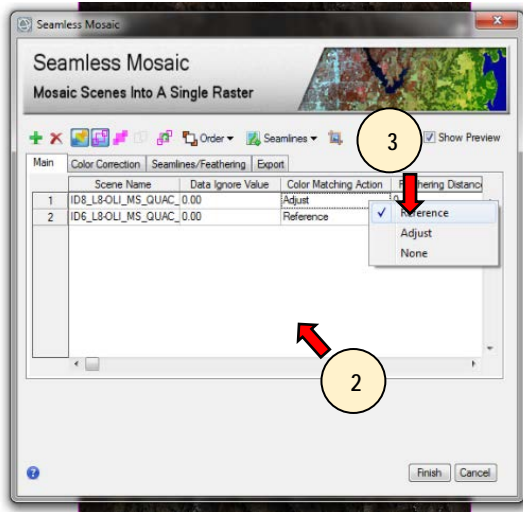 Seamless Mosaic
Seamless Mosaic
Mosaic Scenes Into A Single Raster
Order Seamlines Show Preview
3
Main Color Correction Seamlines/Feathering Export
Scene Name Data Ignore Value Color Matching Action Distanc
1 ID8_L8-OLI_MS_QUAC_ 0.00 Adjust
2 ID6_L8-OLI_MS_QUAC_ 0.00 Reference
Reference
Adjust
None
2
Finish Cancel